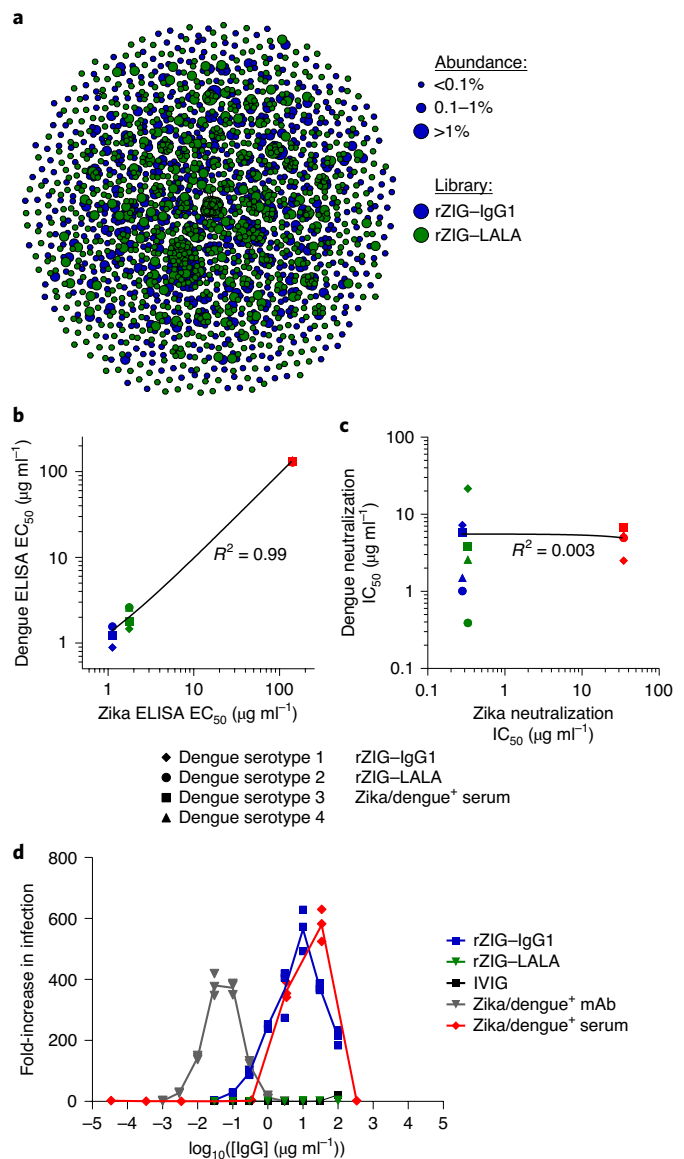 a
Abundance:
<0.1%
0.1–1%
>1%
Library:
rZIG–IgG1
rZIG–LALA
b
Dengue ELISA EC50 (µg ml−1)
100
10
1
R2 = 0.99
1 10 100
Zika ELISA EC50 (µg ml−1)
c
Dengue neutralization
IC50 (µg ml−1)
100
10
1
0.1
R2 = 0.003
0.1 1 10 100
Zika neutralization
IC50 (µg ml−1)
Dengue serotype 1 rZIG–IgG1
Dengue serotype 2 rZIG–LALA
Dengue serotype 3 Zika/dengue+ serum
Dengue serotype 4
d
Fold-increase in infection
800
600
400
200
0
−5 −4 −3 −2 −1 0 1 2 3 4 5
log10([IgG] (µg ml−1))
rZIG–IgG1
rZIG–LALA
IVIG
Zika/dengue+ mAb
Zika/dengue+ serum